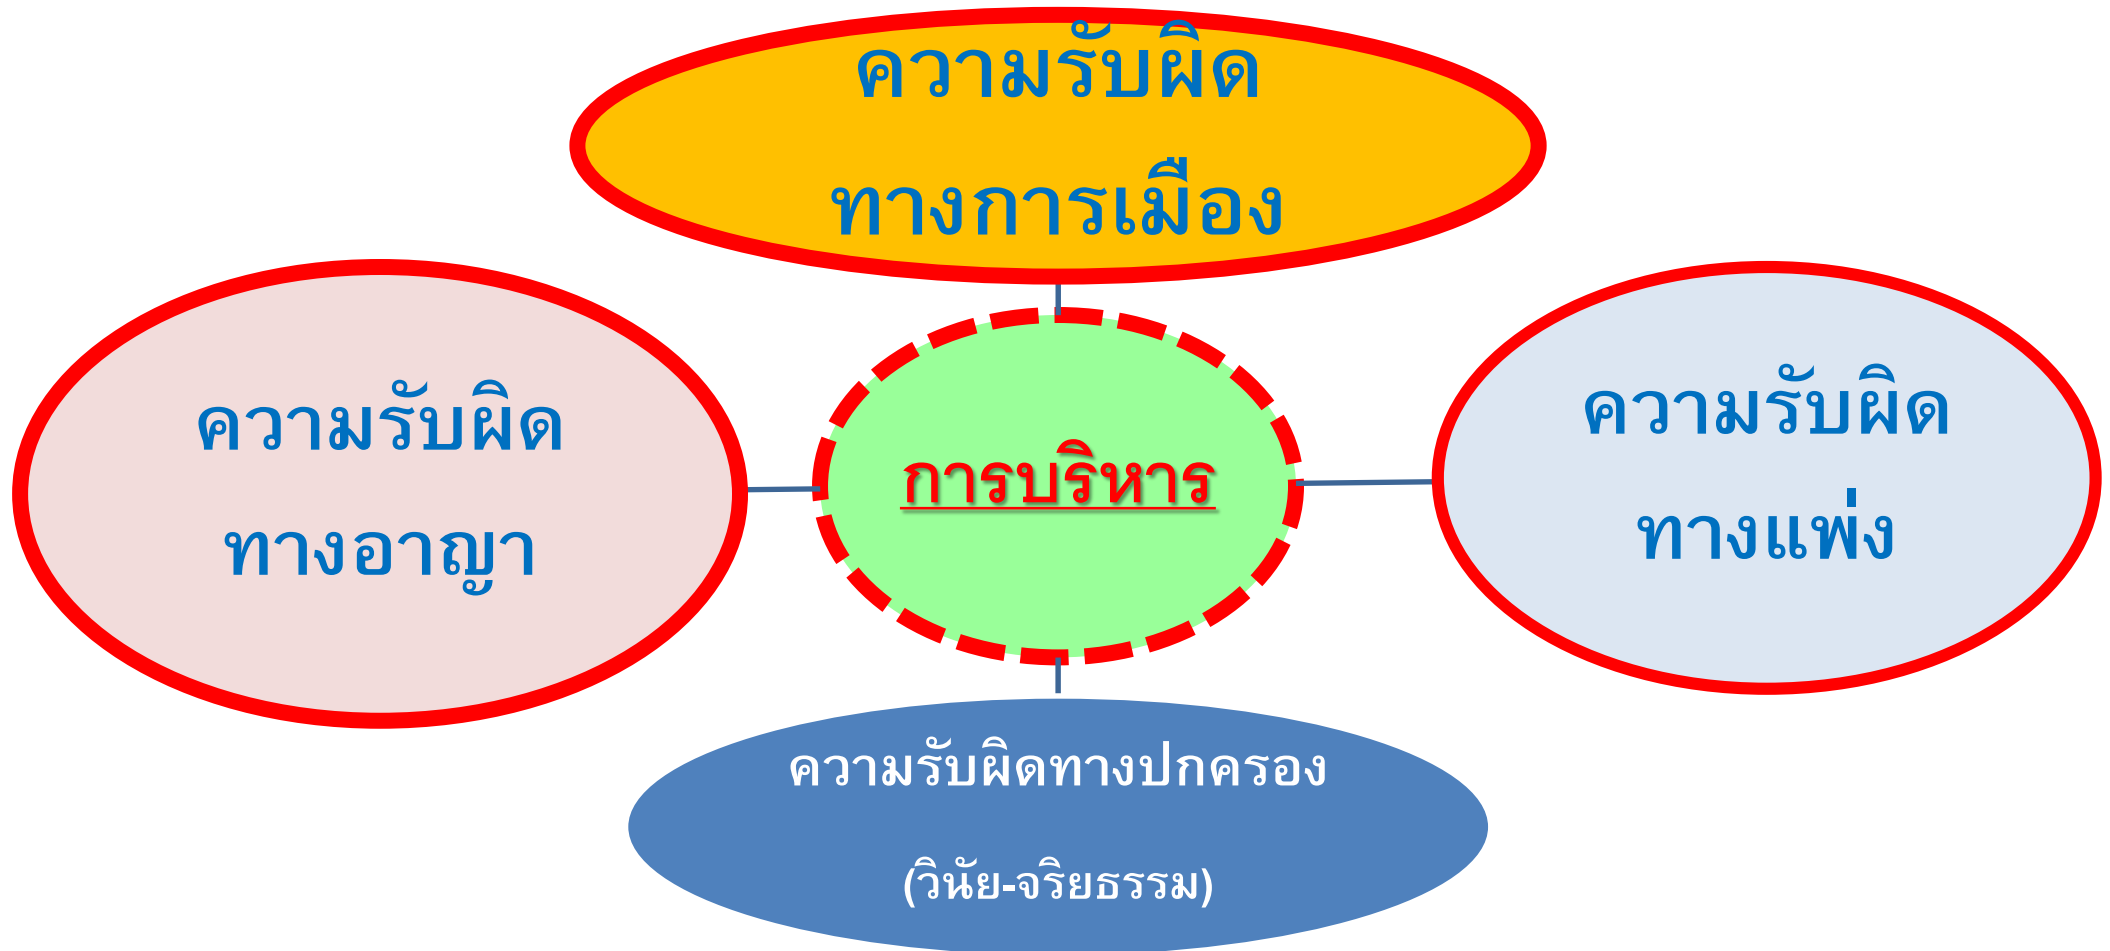 ความรับผิด
ทางการเมือง
ความรับผิด
ทางอาญา
การบริหาร
ความรับผิด
ทางแพ่ง
ความรับผิดทางปกครอง
(วินัย-จริยธรรม)